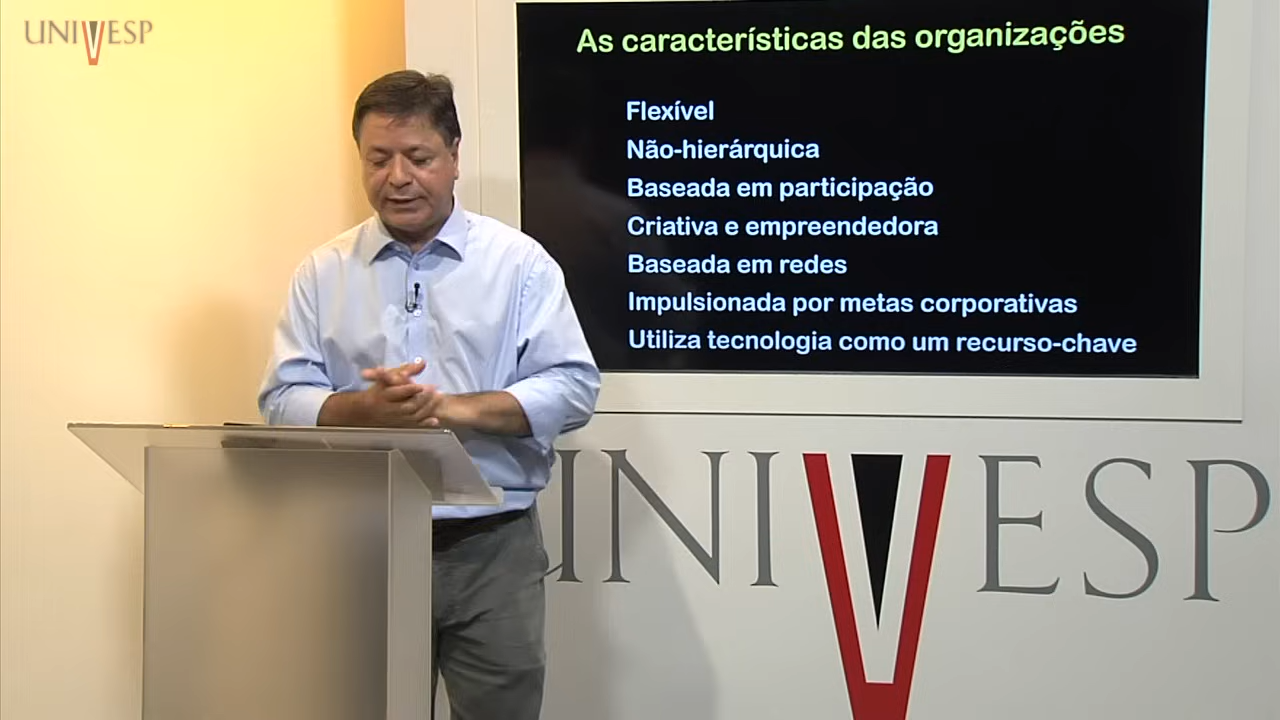 UNIVESP
As características das organizações
Flexível
Não-hierárquica
Baseada em participação
Criativa e empreendedora
Baseada em redes
Impulsionada por metas corporativas
Utiliza tecnologia como um recurso-chave
UNIVESP